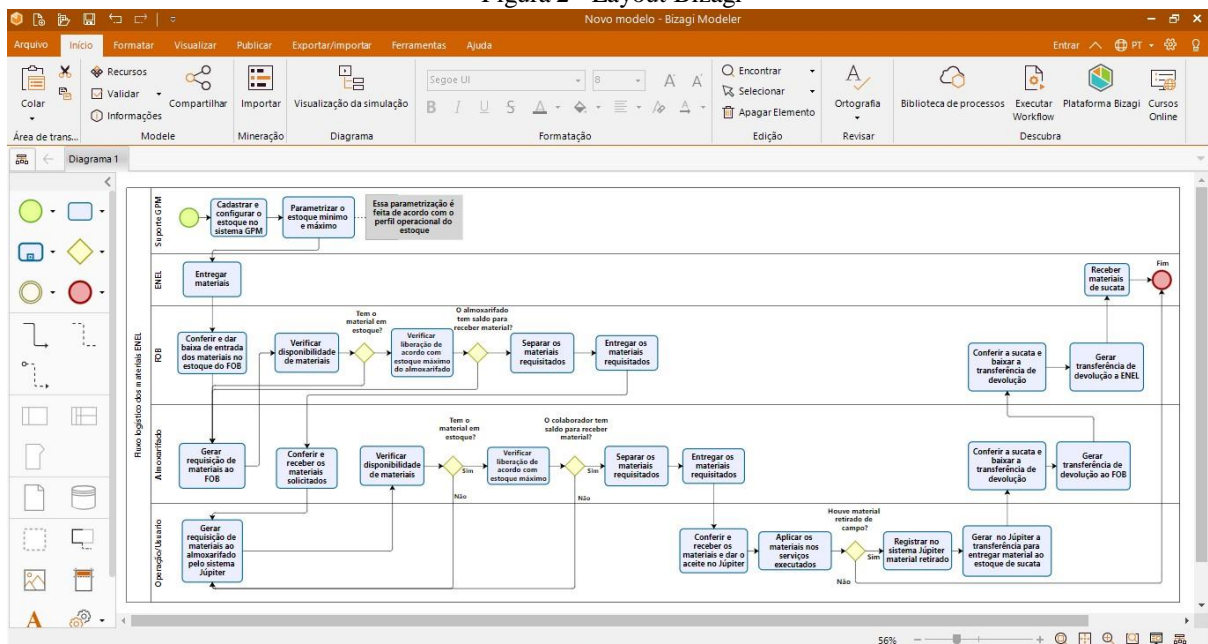 Figura 2 - Layout Bizagi
Novo modelo - Bizagi Modeler
Arquivo Início Formatar Visualizar Publicar Exportar/importar Ferramentas Ajuda Entrar PT
Colar
Recursos
Validar
Informações
Compartilhar
Importar
Visualização da simulação
Segoe UI 8
B I U S A
Encontrar
Selecionar
Apagar Elemento
Ortografia
Biblioteca de processos
Executar
Workflow
Plataforma Bizagi
Cursos
Online
Área de trans... Modele Mineração Diagrama Formatação Edição Revisar Descubra
Diagrama 1
Fluxo logístico dos materiais ENEL
Suporte GPM
Cadastrar e
configurar o
estoque no
sistema GPM
Parametrizar o
estoque mínimo
e máximo
Essa parametrização é
feita de acordo com o
perfil operacional do
estoque
ENEL
Entregar
materiais
Receber
materiais
de sucata
Fim
FOB
Conferir e dar
baixa de entrada
dos materiais no
estoque do FOB
Verificar
disponibilidade
de materiais
Tem o
material em
estoque?
Verificar
liberação de
acordo com
estoque máximo
do almoxarifado
O almoxarifado
tem saldo para
receber material?
Separar os
materiais
requisitados
Entregar os
materiais
requisitados
Conferir a sucata e
baixar a
transferência de
devolução
Gerar
transferência de
devolução a ENEL
Almoxarifado
Gerar
requisição de
materiais ao
FOB
Conferir e
receber os
materiais
solicitados
Verificar
disponibilidade
de materiais
Tem o
material em
estoque?
Sim
Não
Verificar
liberação de
acordo com
estoque máximo
O colaborador tem
saldo para receber
material?
Sim
Não
Separar os
materiais
requisitados
Entregar os
materiais
requisitados
Conferir a sucata e
baixar a
transferência de
devolução
Gerar
transferência de
devolução ao FOB
Operação/Usuário
Gerar
requisição de
materiais ao
almoxarifado
pelo sistema
Júpiter
Conferir e
receber os
materiais e dar o
aceite no Júpiter
Aplicar os
materiais nos
serviços
executados
Houve material
retirado de
campo?
Sim
Não
Registrar no
sistema Júpiter
material retirado
Gerar no Júpiter a
transferência para
entregar material ao
estoque de sucata
A
56%